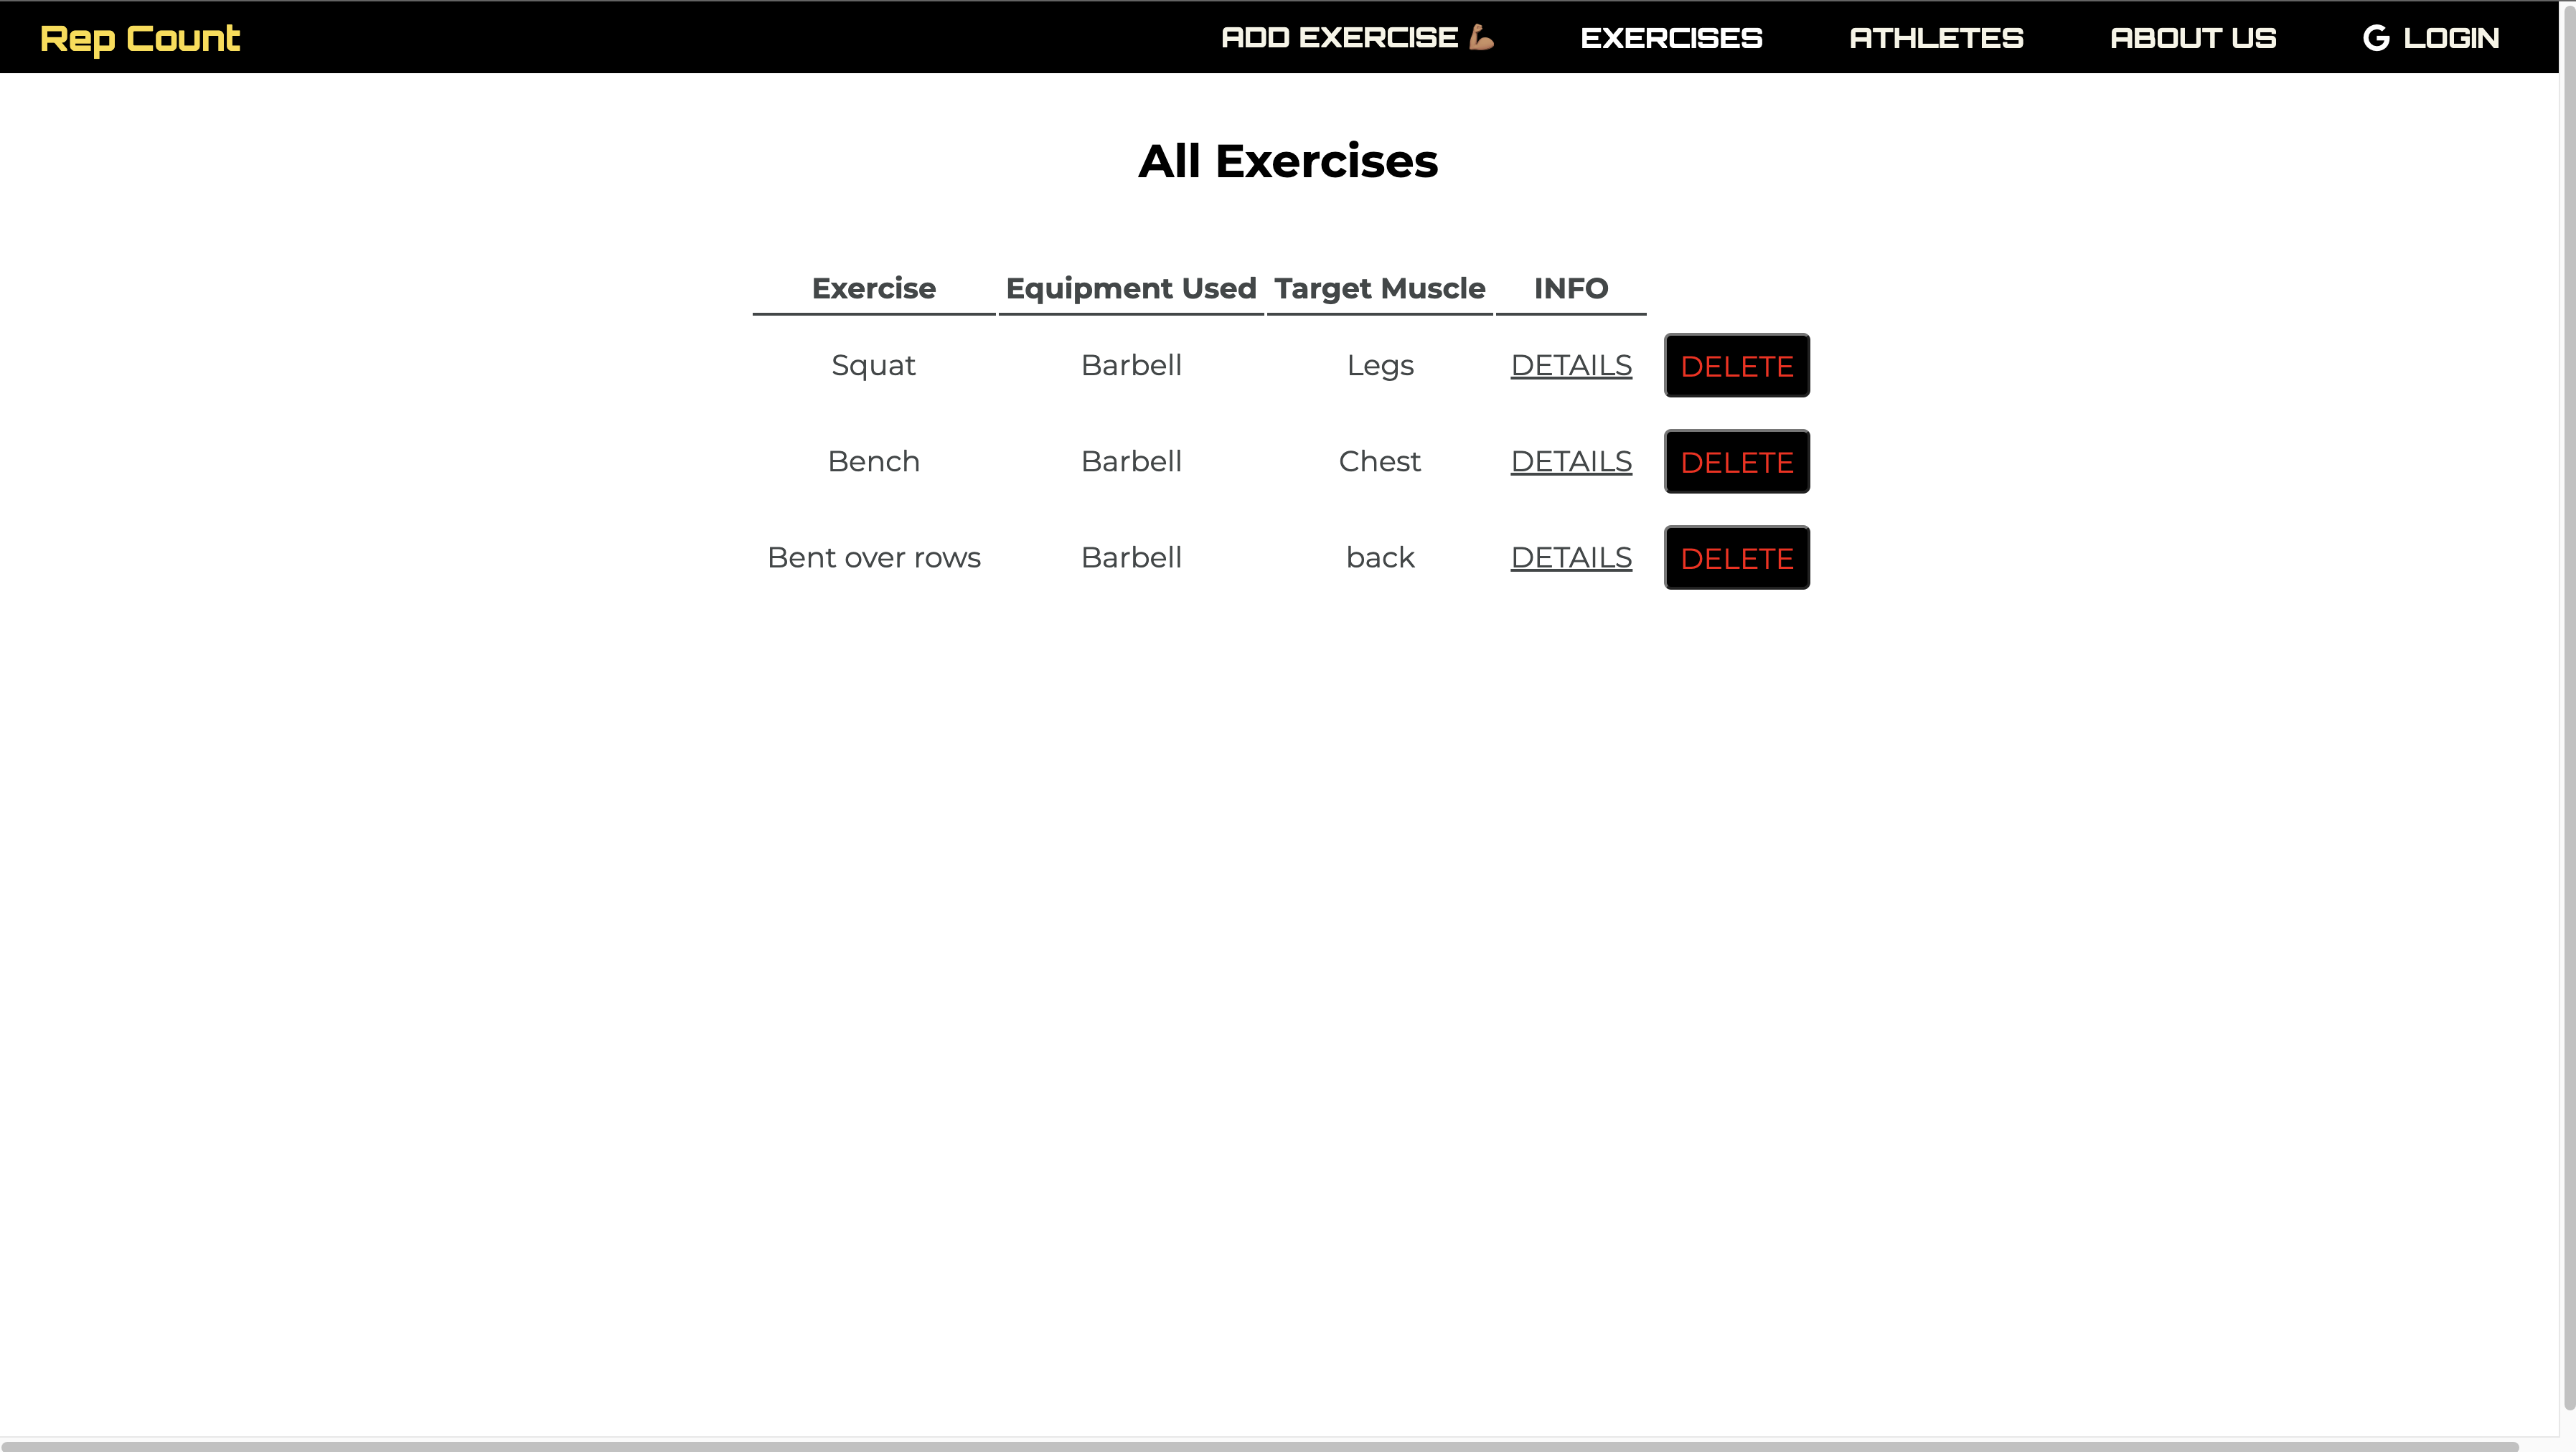 Rep Count ADD EXERCISE 💪🏽 EXERCISES ATHLETES ABOUT US G LOGIN
All Exercises
Exercise Equipment Used Target Muscle INFO
Squat Barbell Legs DETAILS DELETE
Bench Barbell Chest DETAILS DELETE
Bent over rows Barbell back DETAILS DELETE